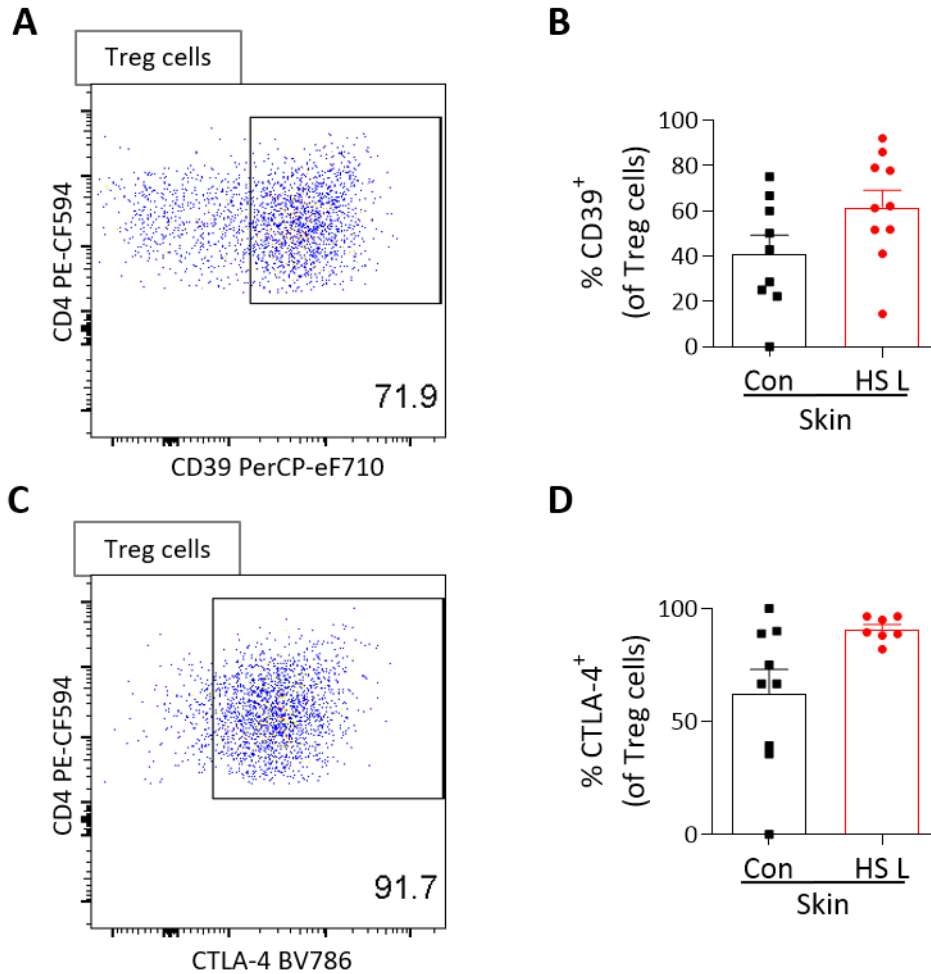 A
Treg cells
CD4 PE-CF594
71.9
CD39 PerCP-eF710
B
% CD39+
(of Treg cells)
100
80
60
40
20
0
Con HS L
Skin
C
Treg cells
CD4 PE-CF594
91.7
CTLA-4 BV786
D
% CTLA-4+
(of Treg cells)
100
50
0
Con HS L
Skin